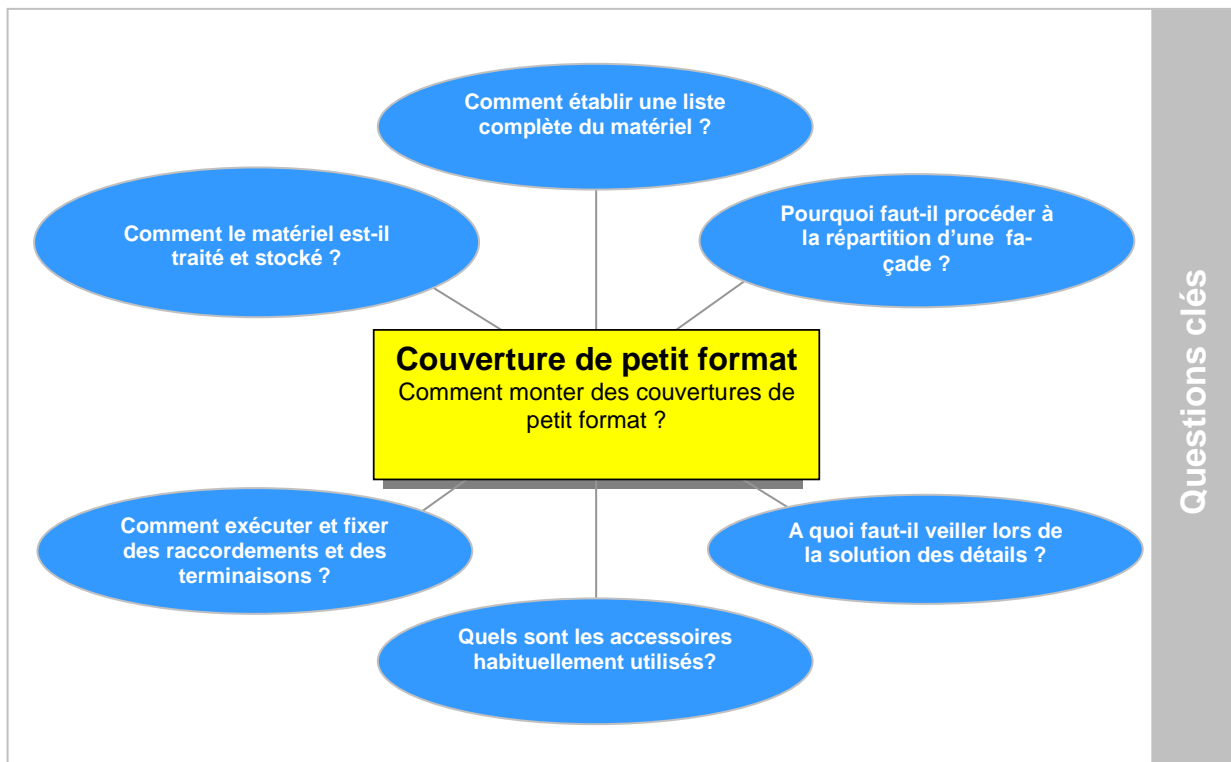 Comment établir une liste
complète du matériel ?
Comment le matériel est-il
traité et stocké ?
Pourquoi faut-il procéder à
la répartition d’une fa-
çade ?
Couverture de petit format
Comment monter des couvertures de
petit format ?
Comment exécuter et fixer
des raccordements et des
terminaisons ?
A quoi faut-il veiller lors de
la solution des détails ?
Quels sont les accessoires
habituellement utilisés?
Questions clés